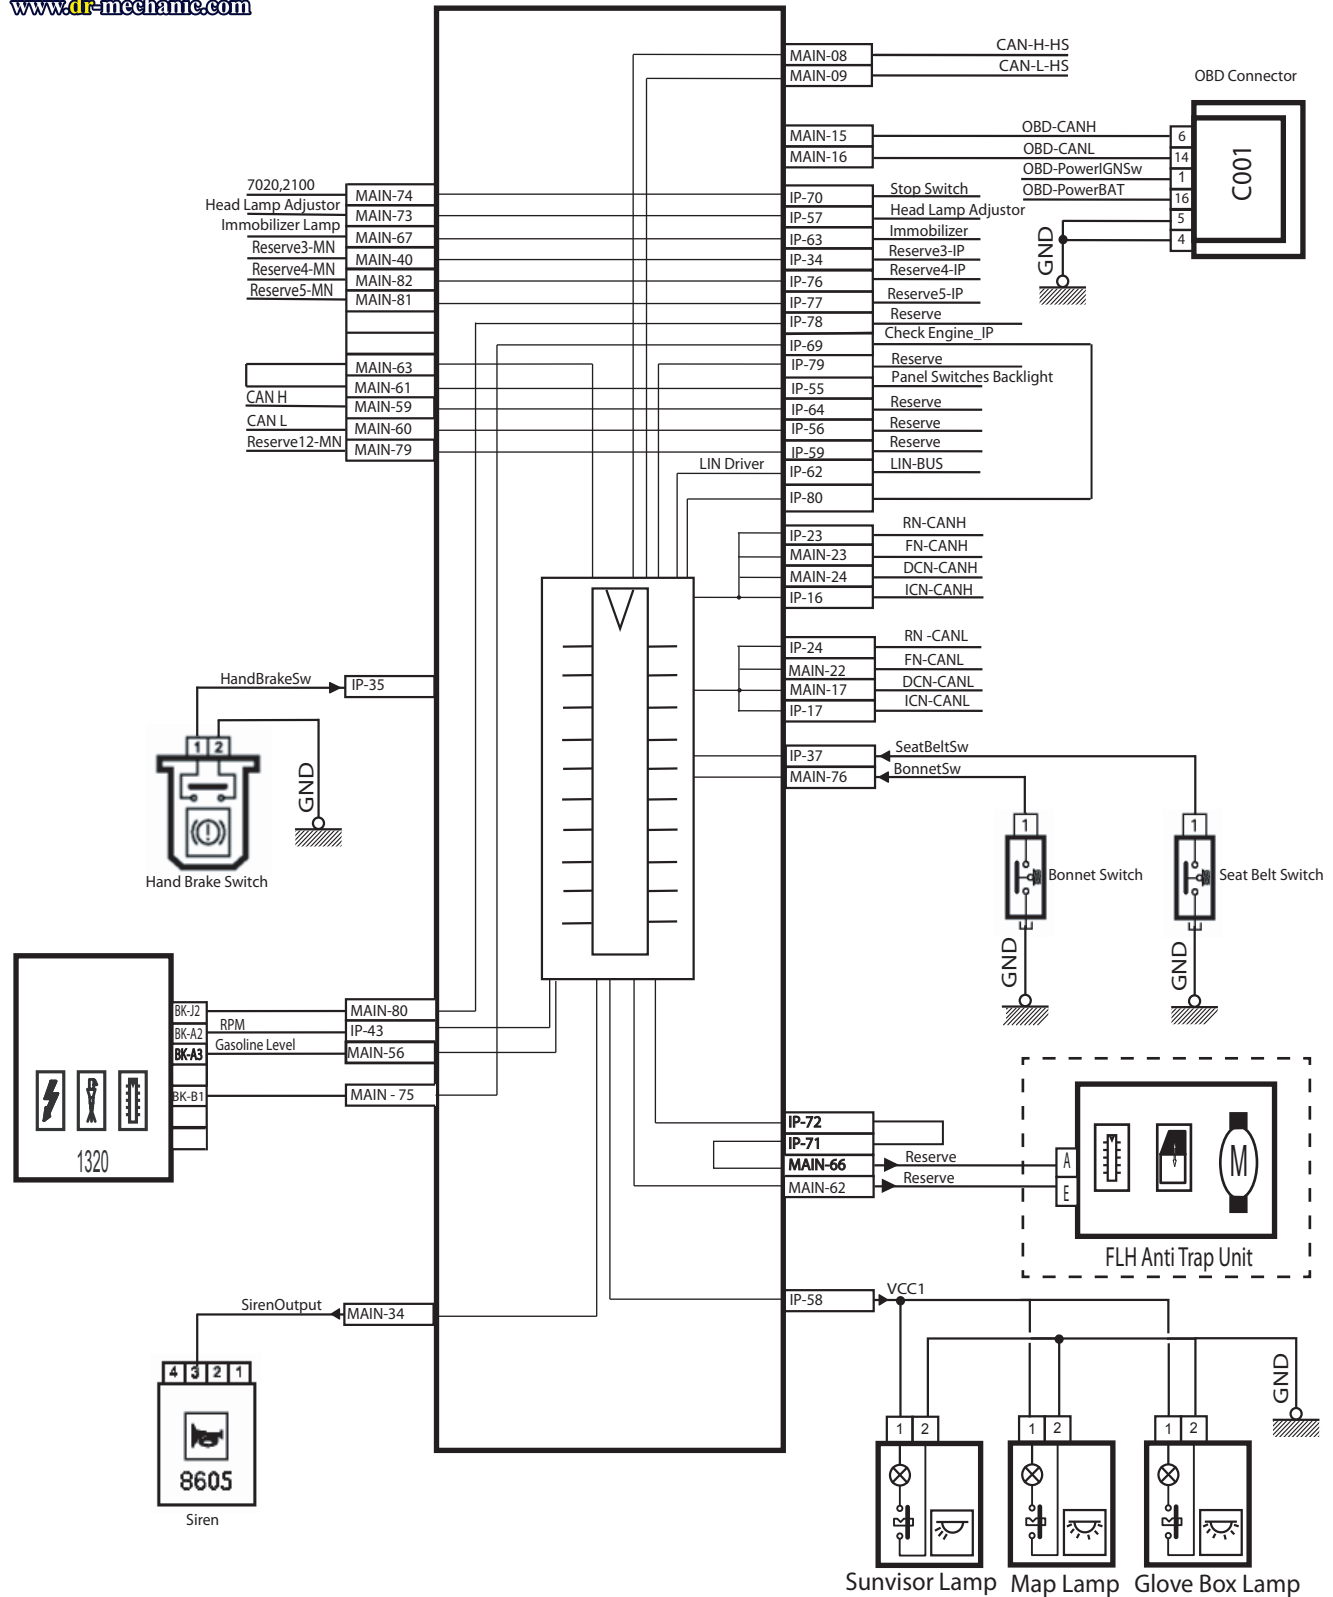 www.dr-mechanic.com
MAIN-08 CAN-H-HS
MAIN-09 CAN-L-HS
OBD Connector
MAIN-15 OBD-CANH 6
MAIN-16 OBD-CANL 14
OBD-PowerIGNSw 1
OBD-PowerBAT 16
5
4
C001
GND
7020,2100 MAIN-74
Head Lamp Adjustor MAIN-73
Immobilizer Lamp MAIN-67
Reserve3-MN MAIN-40
Reserve4-MN MAIN-82
Reserve5-MN MAIN-81
MAIN-63
MAIN-61
CAN H MAIN-59
CAN L MAIN-60
Reserve12-MN MAIN-79
IP-70 Stop Switch
IP-57 Head Lamp Adjustor
IP-63 Immobilizer
IP-34 Reserve3-IP
IP-76 Reserve4-IP
IP-77 Reserve5-IP
IP-78 Reserve
IP-69 Check Engine_IP
IP-79 Reserve
IP-55 Panel Switches Backlight
IP-64 Reserve
IP-56 Reserve
IP-59 Reserve
LIN Driver IP-62 LIN-BUS
IP-80
IP-23 RN-CANH
MAIN-23 FN-CANH
MAIN-24 DCN-CANH
IP-16 ICN-CANH
IP-24 RN -CANL
MAIN-22 FN-CANL
MAIN-17 DCN-CANL
IP-17 ICN-CANL
HandBrakeSw IP-35
1 2
GND
Hand Brake Switch
IP-37 SeatBeltSw
MAIN-76 BonnetSw
1
Bonnet Switch
GND
1
Seat Belt Switch
GND
BK-J2 MAIN-80
BK-A2 RPM IP-43
BK-A3 Gasoline Level MAIN-56
BK-B1 MAIN - 75
1320
IP-72
IP-71
MAIN-66 Reserve A
MAIN-62 Reserve E
M
FLH Anti Trap Unit
SirenOutput MAIN-34
4 3 2 1
8605
Siren
IP-58 VCC1
GND
1 2
1 2
1 2
Sunvisor Lamp Map Lamp Glove Box Lamp